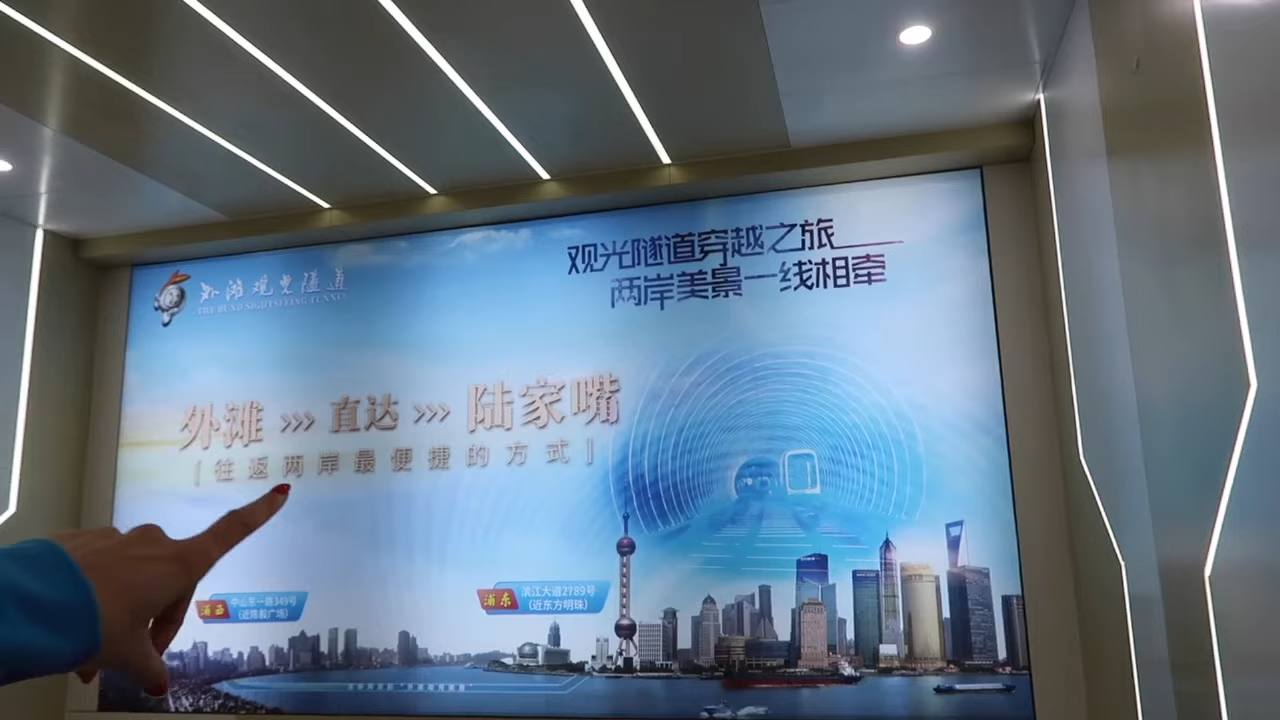 外滩观光隧道
THE BUND SIGHTSEEING TUNNEL
观光隧道穿越之旅
两岸美景一线相牵
外滩 >>> 直达 >>> 陆家嘴
[往返两岸最便捷的方式]
浦西
中山东一路349号
(近陈毅广场)
浦东
滨江大道2789号
(近东方明珠)